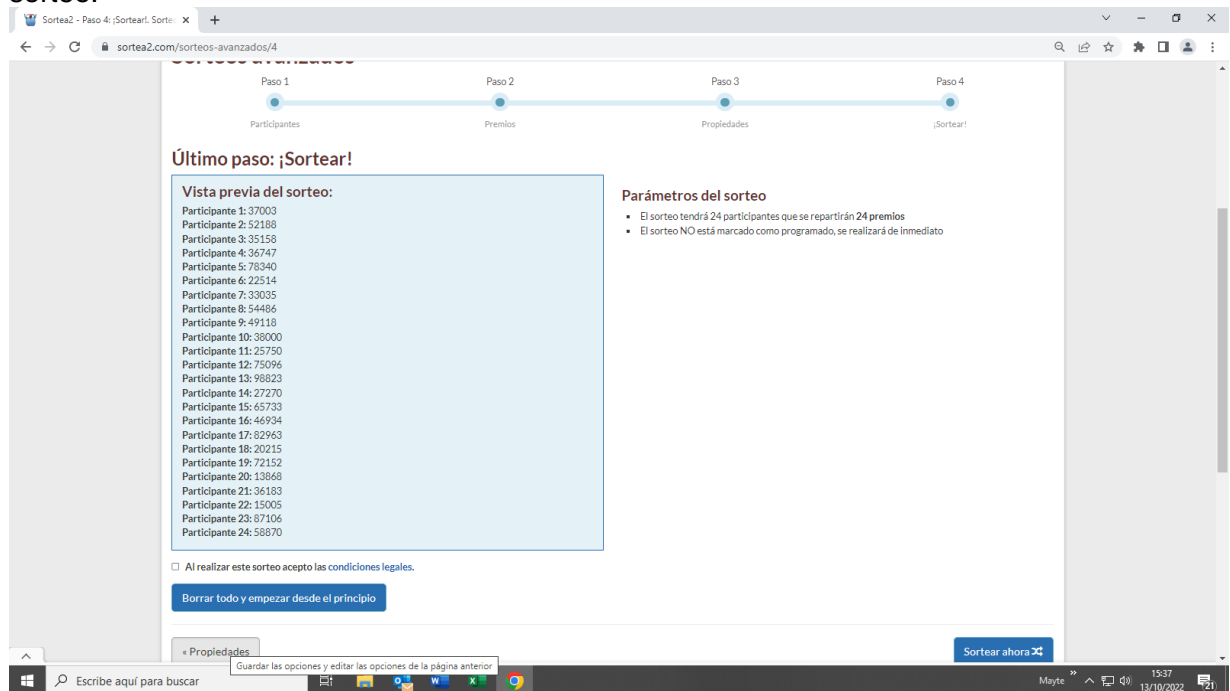 Sortea2 - Paso 4: ¡Sortear!. Sorte
sortea2.com/sorteos-avanzados/4
Paso 1
Paso 2
Paso 3
Paso 4
Participantes
Premios
Propiedades
¡Sortear!
Último paso: ¡Sortear!
Vista previa del sorteo:
Participante 1: 37003
Participante 2: 52188
Participante 3: 35158
Participante 4: 36747
Participante 5: 78340
Participante 6: 22514
Participante 7: 33035
Participante 8: 54486
Participante 9: 49118
Participante 10: 38000
Participante 11: 25750
Participante 12: 75096
Participante 13: 98823
Participante 14: 27270
Participante 15: 65733
Participante 16: 46934
Participante 17: 82963
Participante 18: 20215
Participante 19: 72152
Participante 20: 13868
Participante 21: 36183
Participante 22: 15005
Participante 23: 87106
Participante 24: 58870
Parámetros del sorteo
El sorteo tendrá 24 participantes que se repartirán 24 premios
El sorteo NO está marcado como programado, se realizará de inmediato
Al realizar este sorteo acepto las condiciones legales.
Borrar todo y empezar desde el principio
« Propiedades
Sortear ahora
Guardar las opciones y editar las opciones de la página anterior
Escribe aquí para buscar
Mayte
15:37
13/10/2022
21